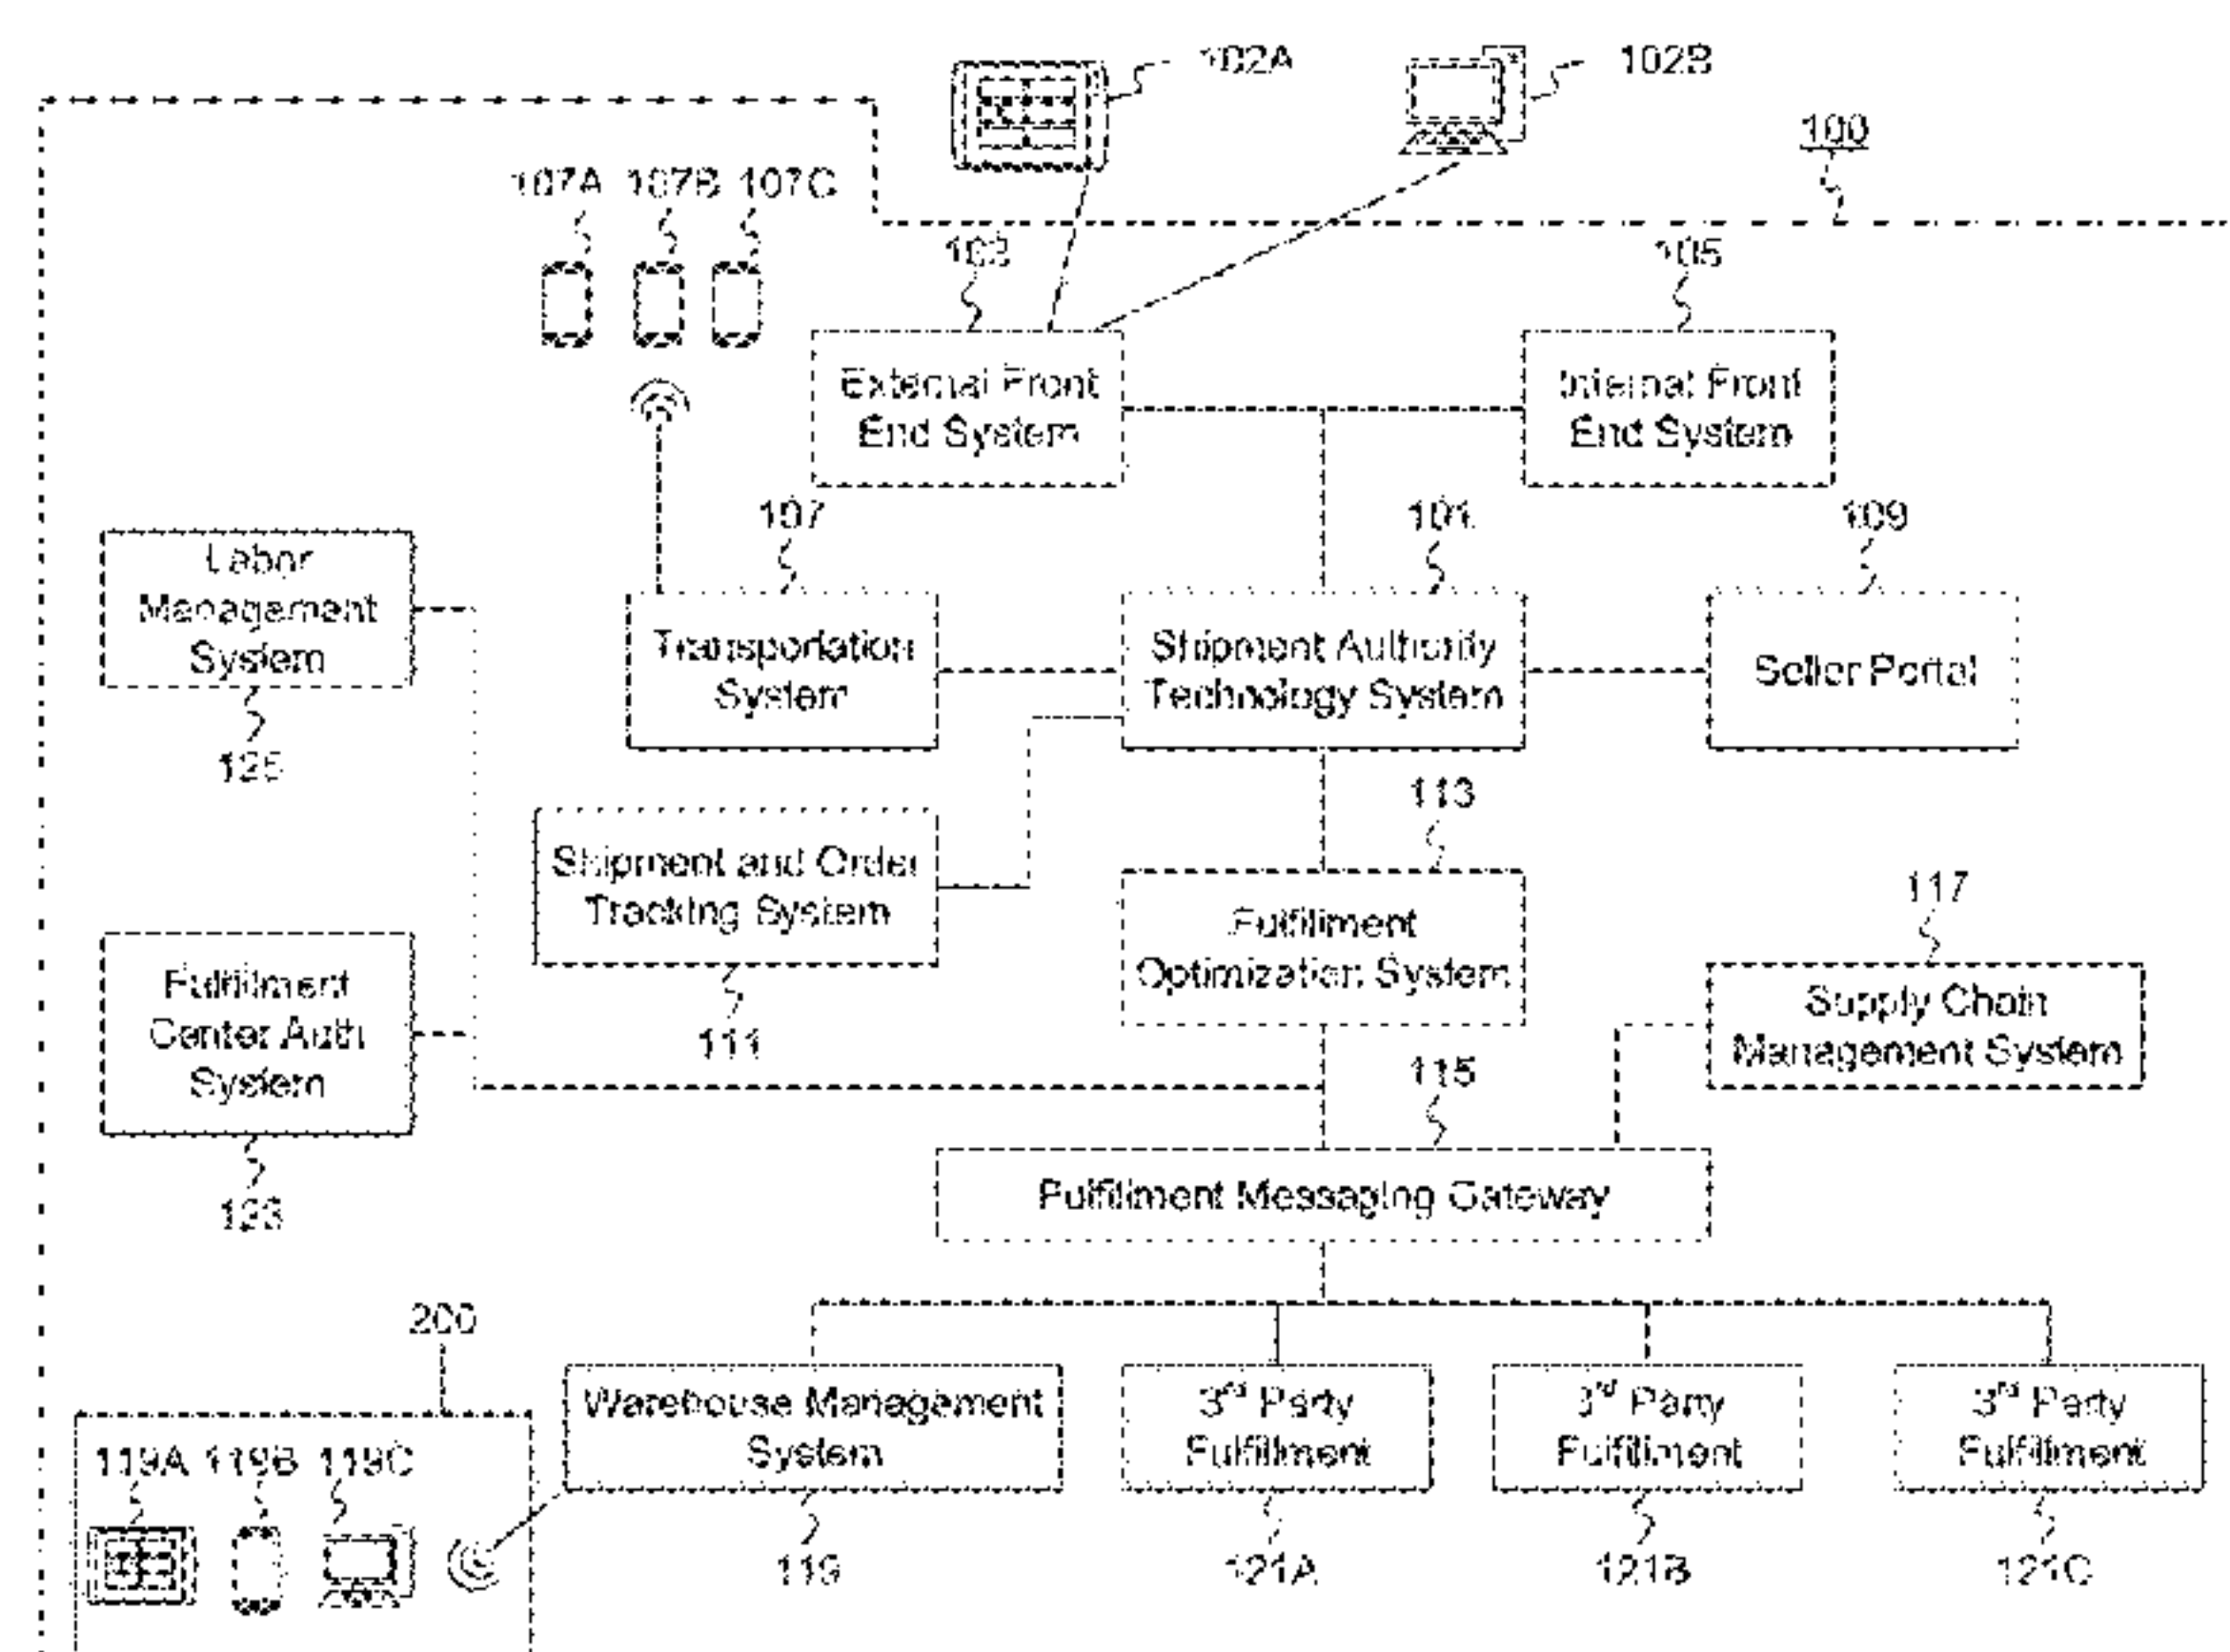 102A
102B
100
107A 107B 107C
103
105
External Front
End System
Internal Front
End System
107
101
109
Labor
Management
System
Transportation
System
Shipment Authority
Technology System
Seller Portal
125
113
Shipment and Order
Tracking System
117
Fulfillment
Optimization System
Fulfillment
Center Auth
System
Supply Chain
Management System
111
115
Fulfillment Messaging Gateway
123
200
Warehouse Management
System
3rd Party
Fulfillment
3rd Party
Fulfillment
3rd Party
Fulfillment
119A 119B 119C
119
121A
121B
121C